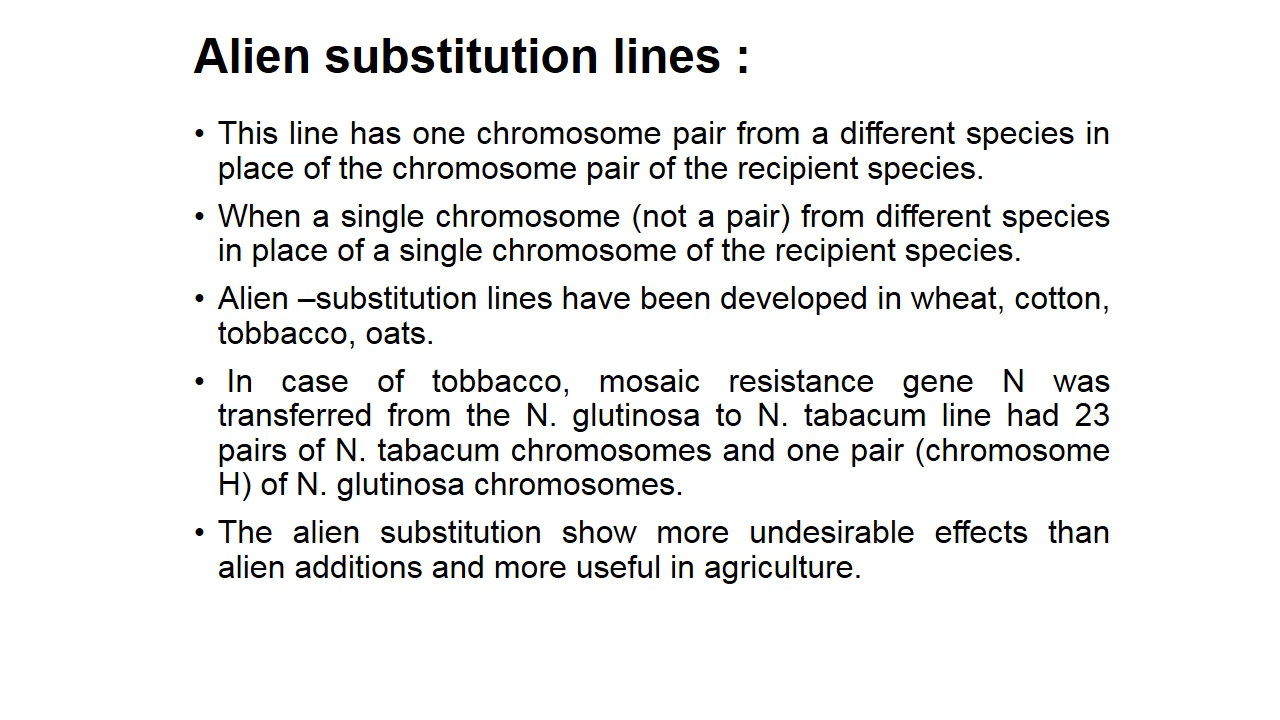 Alien substitution lines :
• This line has one chromosome pair from a different species in
place of the chromosome pair of the recipient species.
• When a single chromosome (not a pair) from different species
in place of a single chromosome of the recipient species.
• Alien –substitution lines have been developed in wheat, cotton,
tobbacco, oats.
• In case of tobbacco, mosaic resistance gene N was
transferred from the N. glutinosa to N. tabacum line had 23
pairs of N. tabacum chromosomes and one pair (chromosome
H) of N. glutinosa chromosomes.
• The alien substitution show more undesirable effects than
alien additions and more useful in agriculture.